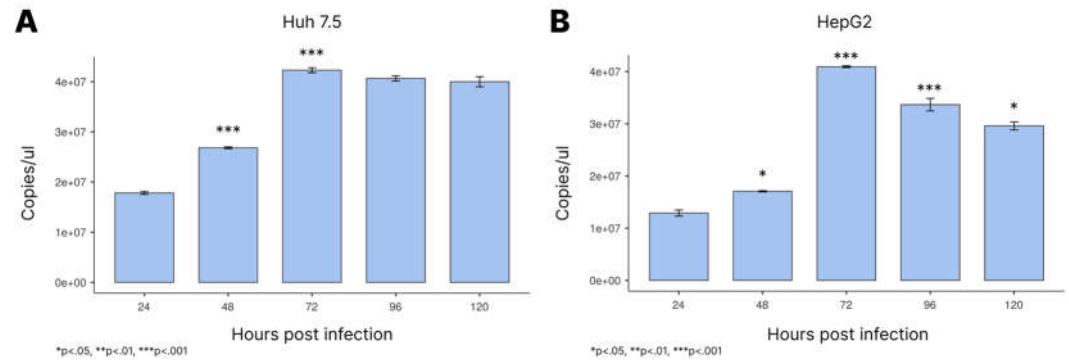 A
Huh 7.5
Copies/ul
4e+07
3e+07
2e+07
1e+07
0e+00
***
***
24
48
72
96
120
Hours post infection
*p<.05, **p<.01, ***p<.001
B
HepG2
Copies/ul
4e+07
3e+07
2e+07
1e+07
0e+00
*
***
***
*
24
48
72
96
120
Hours post infection
*p<.05, **p<.01, ***p<.001